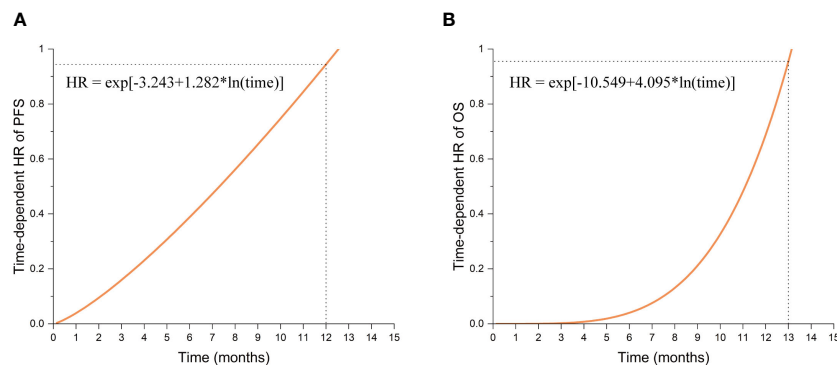 A
Time-dependent HR of PFS
1
0.8
0.6
0.4
0.2
0.0
HR = exp[-3.243+1.282*ln(time)]
0 1 2 3 4 5 6 7 8 9 10 11 12 13 14 15
Time (months)
B
Time-dependent HR of OS
1
0.8
0.6
0.4
0.2
0.0
HR = exp[-10.549+4.095*ln(time)]
0 1 2 3 4 5 6 7 8 9 10 11 12 13 14 15
Time (months)